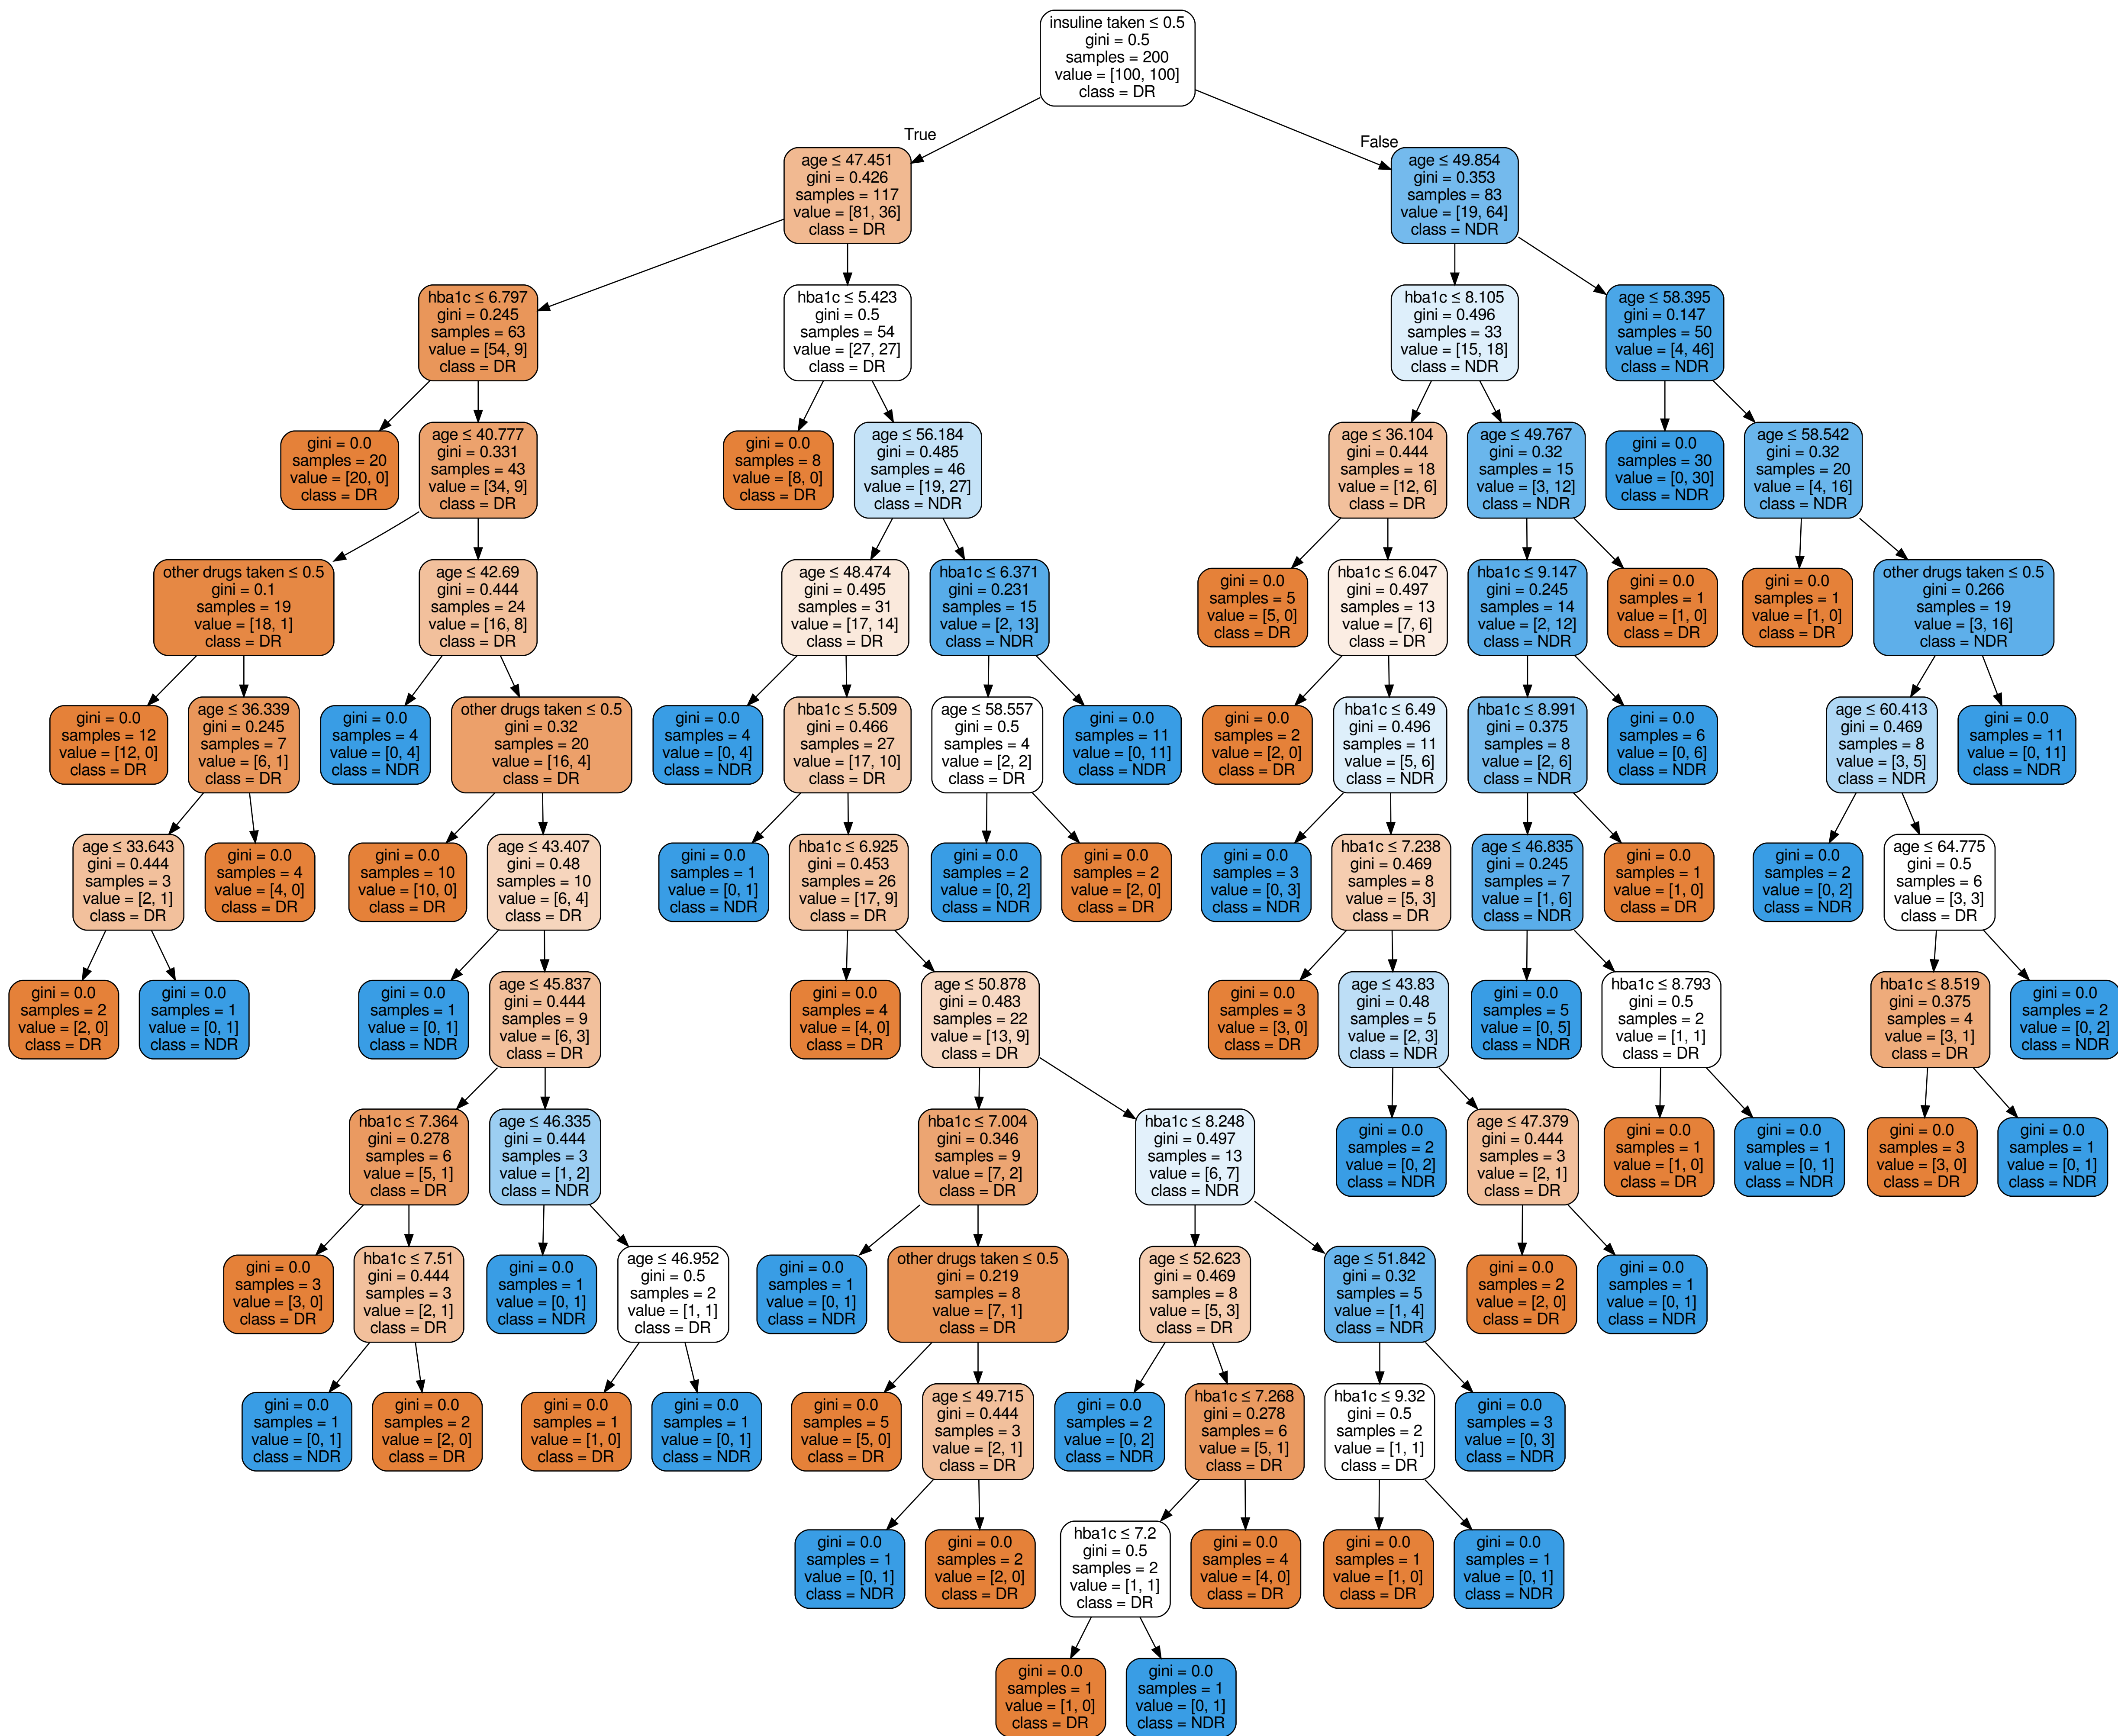 insuline taken ≤ 0.5
gini = 0.5
samples = 200
value = [100, 100]
class = DR
True
False
age ≤ 47.451
gini = 0.426
samples = 117
value = [81, 36]
class = DR
age ≤ 49.854
gini = 0.353
samples = 83
value = [19, 64]
class = NDR
hba1c ≤ 6.797
gini = 0.245
samples = 63
value = [54, 9]
class = DR
hba1c ≤ 5.423
gini = 0.5
samples = 54
value = [27, 27]
class = DR
hba1c ≤ 8.105
gini = 0.496
samples = 33
value = [15, 18]
class = NDR
age ≤ 58.395
gini = 0.147
samples = 50
value = [4, 46]
class = NDR
gini = 0.0
samples = 20
value = [20, 0]
class = DR
age ≤ 40.777
gini = 0.331
samples = 43
value = [34, 9]
class = DR
gini = 0.0
samples = 8
value = [8, 0]
class = DR
age ≤ 56.184
gini = 0.485
samples = 46
value = [19, 27]
class = NDR
age ≤ 36.104
gini = 0.444
samples = 18
value = [12, 6]
class = DR
age ≤ 49.767
gini = 0.32
samples = 15
value = [3, 12]
class = NDR
gini = 0.0
samples = 30
value = [0, 30]
class = NDR
age ≤ 58.542
gini = 0.32
samples = 20
value = [4, 16]
class = NDR
other drugs taken ≤ 0.5
gini = 0.1
samples = 19
value = [18, 1]
class = DR
age ≤ 42.69
gini = 0.444
samples = 24
value = [16, 8]
class = DR
age ≤ 48.474
gini = 0.495
samples = 31
value = [17, 14]
class = DR
hba1c ≤ 6.371
gini = 0.231
samples = 15
value = [2, 13]
class = NDR
gini = 0.0
samples = 5
value = [5, 0]
class = DR
hba1c ≤ 6.047
gini = 0.497
samples = 13
value = [7, 6]
class = DR
hba1c ≤ 9.147
gini = 0.245
samples = 14
value = [2, 12]
class = NDR
gini = 0.0
samples = 1
value = [1, 0]
class = DR
gini = 0.0
samples = 1
value = [1, 0]
class = DR
other drugs taken ≤ 0.5
gini = 0.266
samples = 19
value = [3, 16]
class = NDR
gini = 0.0
samples = 12
value = [12, 0]
class = DR
age ≤ 36.339
gini = 0.245
samples = 7
value = [6, 1]
class = DR
gini = 0.0
samples = 4
value = [0, 4]
class = NDR
other drugs taken ≤ 0.5
gini = 0.32
samples = 20
value = [16, 4]
class = DR
gini = 0.0
samples = 4
value = [0, 4]
class = NDR
hba1c ≤ 5.509
gini = 0.466
samples = 27
value = [17, 10]
class = DR
age ≤ 58.557
gini = 0.5
samples = 4
value = [2, 2]
class = DR
gini = 0.0
samples = 11
value = [0, 11]
class = NDR
gini = 0.0
samples = 2
value = [2, 0]
class = DR
hba1c ≤ 6.49
gini = 0.496
samples = 11
value = [5, 6]
class = NDR
hba1c ≤ 8.991
gini = 0.375
samples = 8
value = [2, 6]
class = NDR
gini = 0.0
samples = 6
value = [0, 6]
class = NDR
age ≤ 60.413
gini = 0.469
samples = 8
value = [3, 5]
class = NDR
gini = 0.0
samples = 11
value = [0, 11]
class = NDR
age ≤ 33.643
gini = 0.444
samples = 3
value = [2, 1]
class = DR
gini = 0.0
samples = 4
value = [4, 0]
class = DR
gini = 0.0
samples = 10
value = [10, 0]
class = DR
age ≤ 43.407
gini = 0.48
samples = 10
value = [6, 4]
class = DR
gini = 0.0
samples = 1
value = [0, 1]
class = NDR
hba1c ≤ 6.925
gini = 0.453
samples = 26
value = [17, 9]
class = DR
gini = 0.0
samples = 2
value = [0, 2]
class = NDR
gini = 0.0
samples = 2
value = [2, 0]
class = DR
gini = 0.0
samples = 3
value = [0, 3]
class = NDR
hba1c ≤ 7.238
gini = 0.469
samples = 8
value = [5, 3]
class = DR
age ≤ 46.835
gini = 0.245
samples = 7
value = [1, 6]
class = NDR
gini = 0.0
samples = 1
value = [1, 0]
class = DR
gini = 0.0
samples = 2
value = [0, 2]
class = NDR
age ≤ 64.775
gini = 0.5
samples = 6
value = [3, 3]
class = DR
gini = 0.0
samples = 2
value = [2, 0]
class = DR
gini = 0.0
samples = 1
value = [0, 1]
class = NDR
gini = 0.0
samples = 1
value = [0, 1]
class = NDR
age ≤ 45.837
gini = 0.444
samples = 9
value = [6, 3]
class = DR
gini = 0.0
samples = 4
value = [4, 0]
class = DR
age ≤ 50.878
gini = 0.483
samples = 22
value = [13, 9]
class = DR
gini = 0.0
samples = 3
value = [3, 0]
class = DR
age ≤ 43.83
gini = 0.48
samples = 5
value = [2, 3]
class = NDR
gini = 0.0
samples = 5
value = [0, 5]
class = NDR
hba1c ≤ 8.793
gini = 0.5
samples = 2
value = [1, 1]
class = DR
hba1c ≤ 8.519
gini = 0.375
samples = 4
value = [3, 1]
class = DR
gini = 0.0
samples = 2
value = [0, 2]
class = NDR
hba1c ≤ 7.364
gini = 0.278
samples = 6
value = [5, 1]
class = DR
age ≤ 46.335
gini = 0.444
samples = 3
value = [1, 2]
class = NDR
hba1c ≤ 7.004
gini = 0.346
samples = 9
value = [7, 2]
class = DR
hba1c ≤ 8.248
gini = 0.497
samples = 13
value = [6, 7]
class = NDR
gini = 0.0
samples = 2
value = [0, 2]
class = NDR
age ≤ 47.379
gini = 0.444
samples = 3
value = [2, 1]
class = DR
gini = 0.0
samples = 1
value = [1, 0]
class = DR
gini = 0.0
samples = 1
value = [0, 1]
class = NDR
gini = 0.0
samples = 3
value = [3, 0]
class = DR
gini = 0.0
samples = 1
value = [0, 1]
class = NDR
gini = 0.0
samples = 3
value = [3, 0]
class = DR
hba1c ≤ 7.51
gini = 0.444
samples = 3
value = [2, 1]
class = DR
gini = 0.0
samples = 1
value = [0, 1]
class = NDR
age ≤ 46.952
gini = 0.5
samples = 2
value = [1, 1]
class = DR
gini = 0.0
samples = 1
value = [0, 1]
class = NDR
other drugs taken ≤ 0.5
gini = 0.219
samples = 8
value = [7, 1]
class = DR
age ≤ 52.623
gini = 0.469
samples = 8
value = [5, 3]
class = DR
age ≤ 51.842
gini = 0.32
samples = 5
value = [1, 4]
class = NDR
gini = 0.0
samples = 2
value = [2, 0]
class = DR
gini = 0.0
samples = 1
value = [0, 1]
class = NDR
gini = 0.0
samples = 1
value = [0, 1]
class = NDR
gini = 0.0
samples = 2
value = [2, 0]
class = DR
gini = 0.0
samples = 1
value = [1, 0]
class = DR
gini = 0.0
samples = 1
value = [0, 1]
class = NDR
gini = 0.0
samples = 5
value = [5, 0]
class = DR
age ≤ 49.715
gini = 0.444
samples = 3
value = [2, 1]
class = DR
gini = 0.0
samples = 2
value = [0, 2]
class = NDR
hba1c ≤ 7.268
gini = 0.278
samples = 6
value = [5, 1]
class = DR
hba1c ≤ 9.32
gini = 0.5
samples = 2
value = [1, 1]
class = DR
gini = 0.0
samples = 3
value = [0, 3]
class = NDR
gini = 0.0
samples = 1
value = [0, 1]
class = NDR
gini = 0.0
samples = 2
value = [2, 0]
class = DR
hba1c ≤ 7.2
gini = 0.5
samples = 2
value = [1, 1]
class = DR
gini = 0.0
samples = 4
value = [4, 0]
class = DR
gini = 0.0
samples = 1
value = [1, 0]
class = DR
gini = 0.0
samples = 1
value = [0, 1]
class = NDR
gini = 0.0
samples = 1
value = [1, 0]
class = DR
gini = 0.0
samples = 1
value = [0, 1]
class = NDR